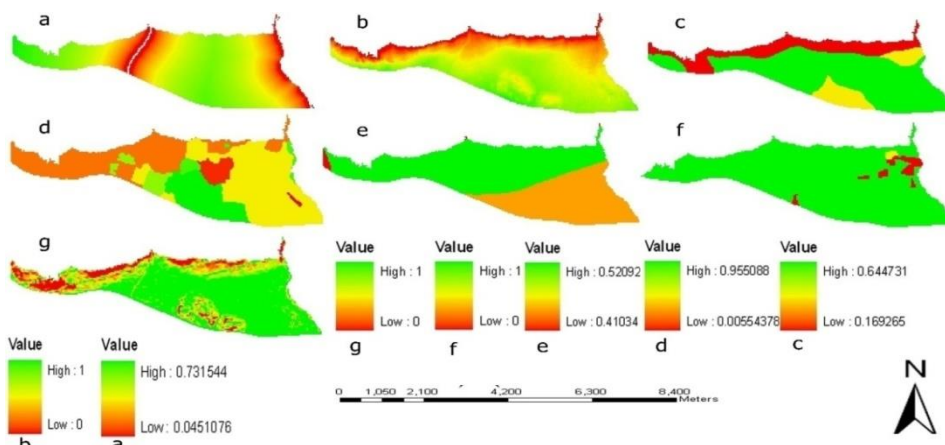 a
b
c
d
e
f
g
Value Value Value Value Value
High : 1 High : 1 High : 0.52092 High : 0.955088 High : 0.644731
Low : 0 Low : 0 Low : 0.41034 Low : 0.00554378 Low : 0.169265
g f e d c
Value Value
High : 1 High : 0.731544
Low : 0 Low : 0.0451076
b a
0 1,050 2,100 4,200 6,300 8,400
Meters
N